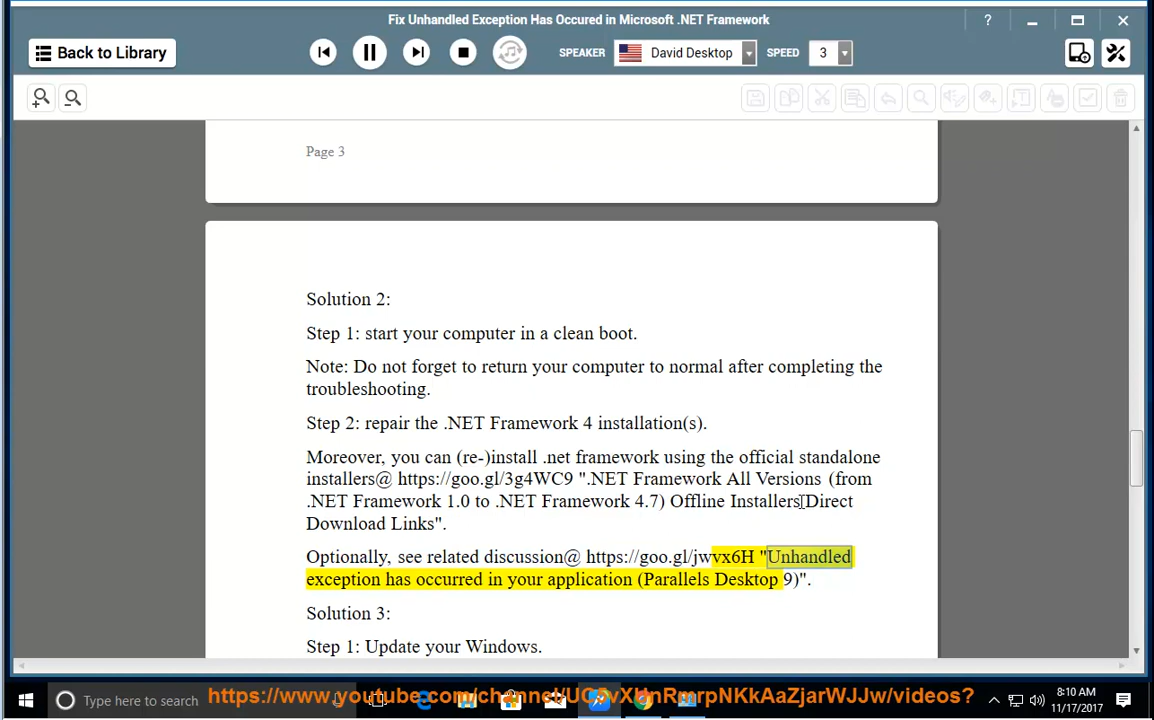 Fix Unhandled Exception Has Occured in Microsoft .NET Framework
Back to Library
SPEAKER
David Desktop
SPEED
3
Page 3
Solution 2:
Step 1: start your computer in a clean boot.
Note: Do not forget to return your computer to normal after completing the
troubleshooting.
Step 2: repair the .NET Framework 4 installation(s).
Moreover, you can (re-)install .net framework using the official standalone
installers@ https://goo.gl/3g4WC9 ".NET Framework All Versions (from
.NET Framework 1.0 to .NET Framework 4.7) Offline Installers Direct
Download Links".
Optionally, see related discussion@ https://goo.gl/jwvx6H "Unhandled
exception has occurred in your application (Parallels Desktop 9)".
Solution 3:
Step 1: Update your Windows.
Type here to search
8:10 AM
11/17/2017